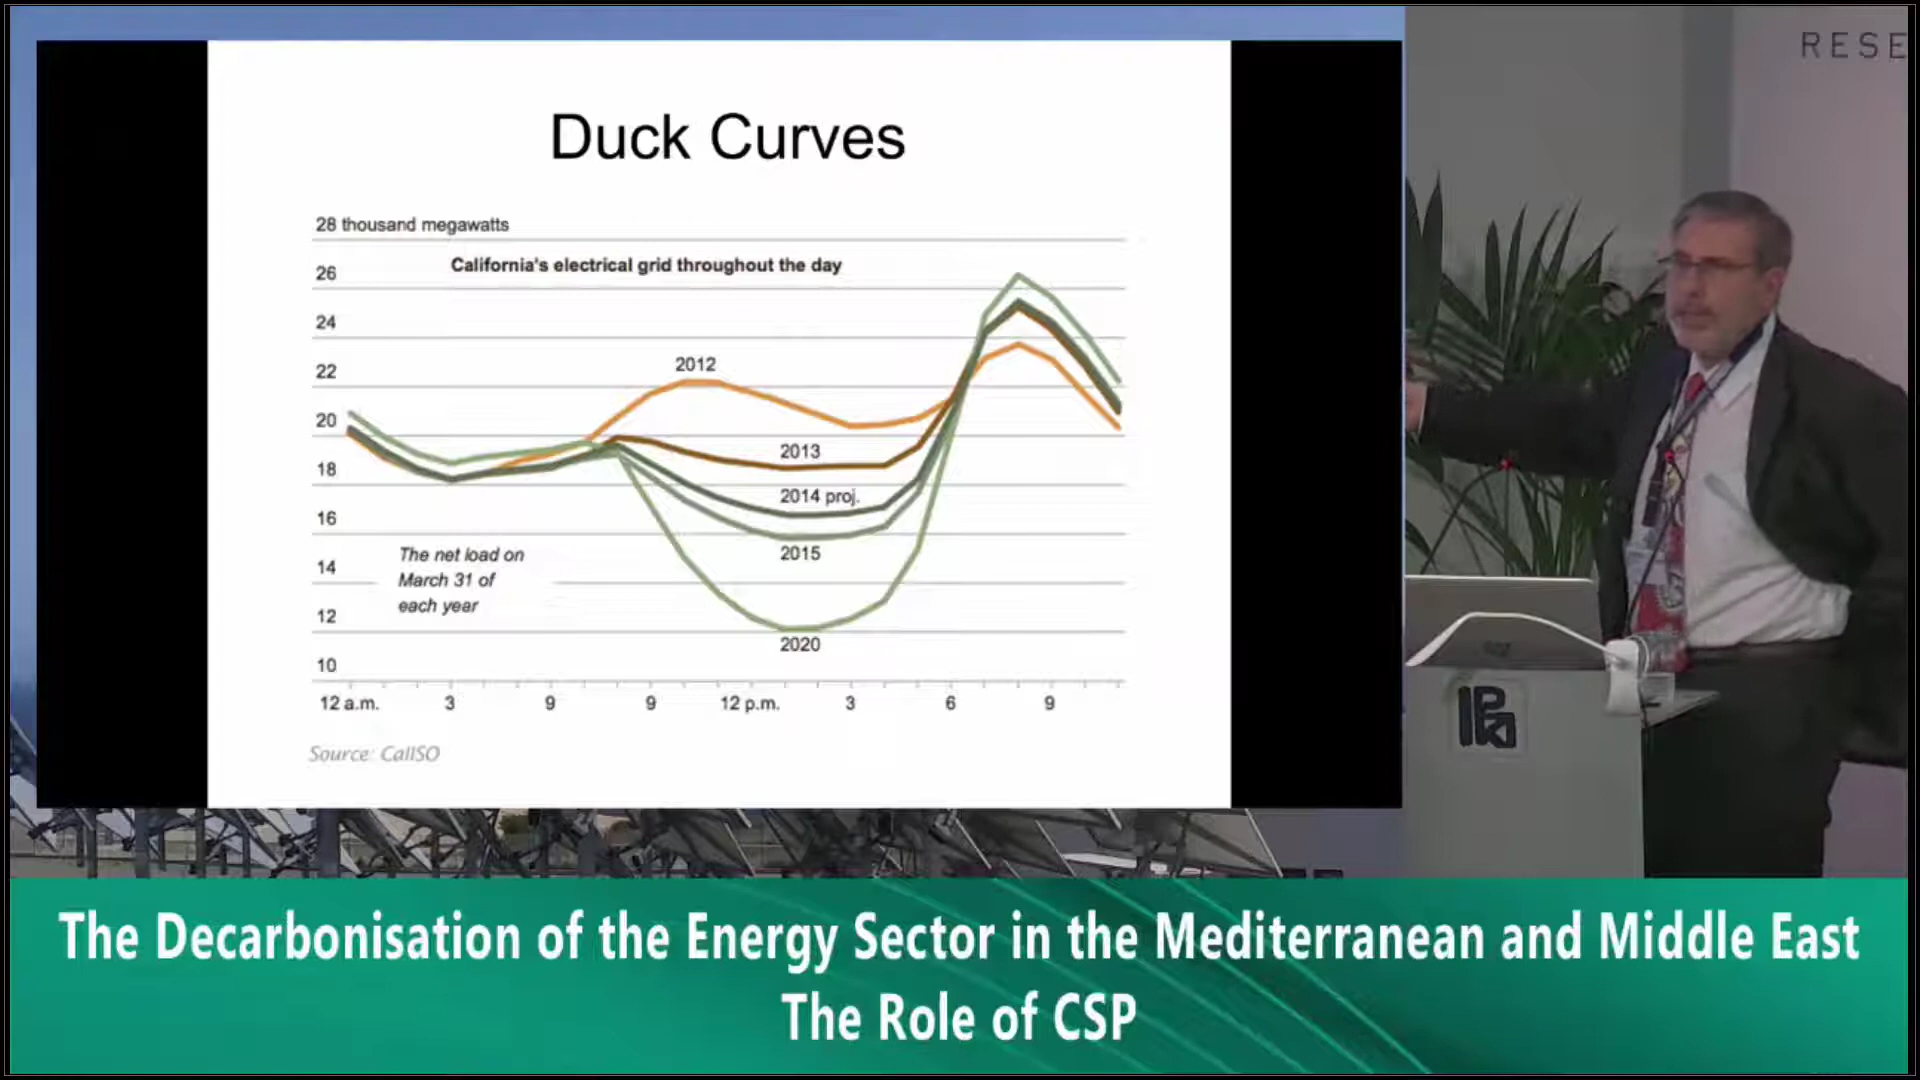 RESE
Duck Curves
28 thousand megawatts
California's electrical grid throughout the day
26
24
22
2012
20
2013
18
2014 proj.
16
2015
The net load on
March 31 of
each year
14
12
2020
10
12 a.m. 3 9 9 12 p.m. 3 6 9
Source: CalISO
The Decarbonisation of the Energy Sector in the Mediterranean and Middle East
The Role of CSP